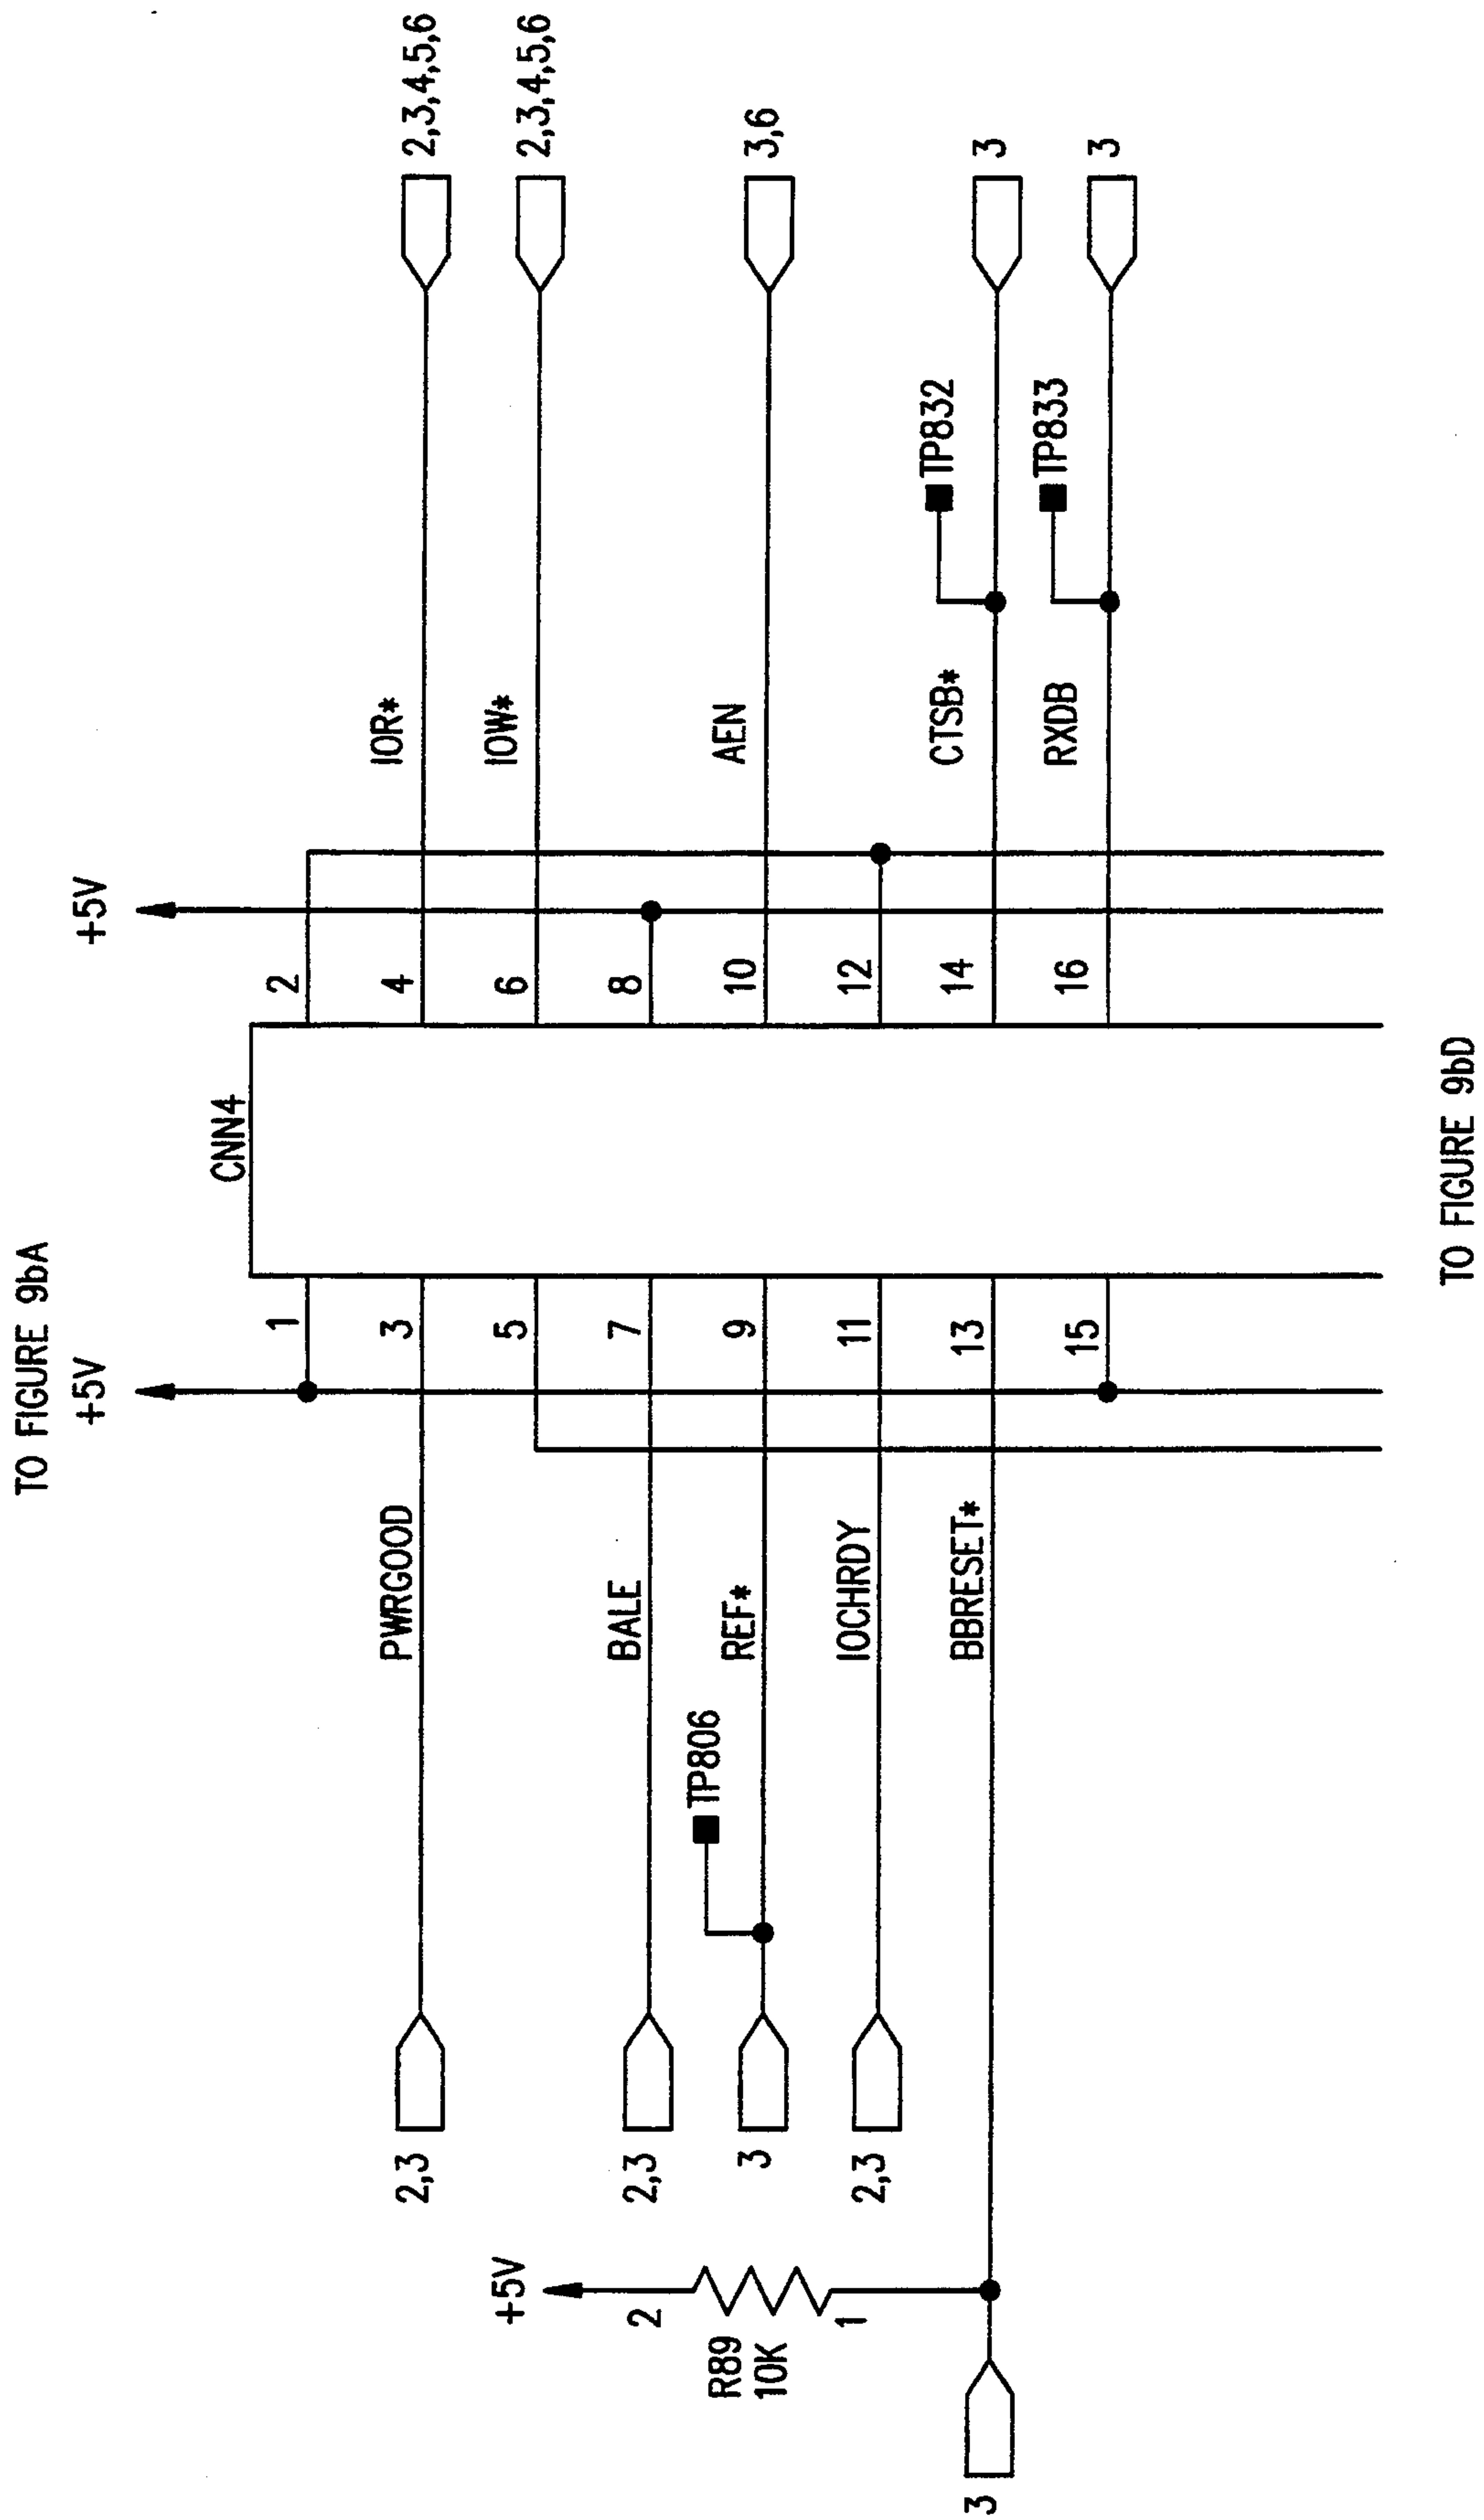 TO FIGURE 9bA
+5V
+5V
CNN4
1
2
PWRGOOD
3
4
IOR*
2,3,4,5,6
2,3
5
6
IOW*
2,3,4,5,6
+5V
BALE
7
8
2,3
2
TP806
REF*
9
10
AEN
3,6
3
R89
10K
IOCHRDY
11
12
2,3
1
TP832
BBRESET*
13
14
CTSB*
3
3
TP833
15
16
RXDB
3
TO FIGURE 9bD